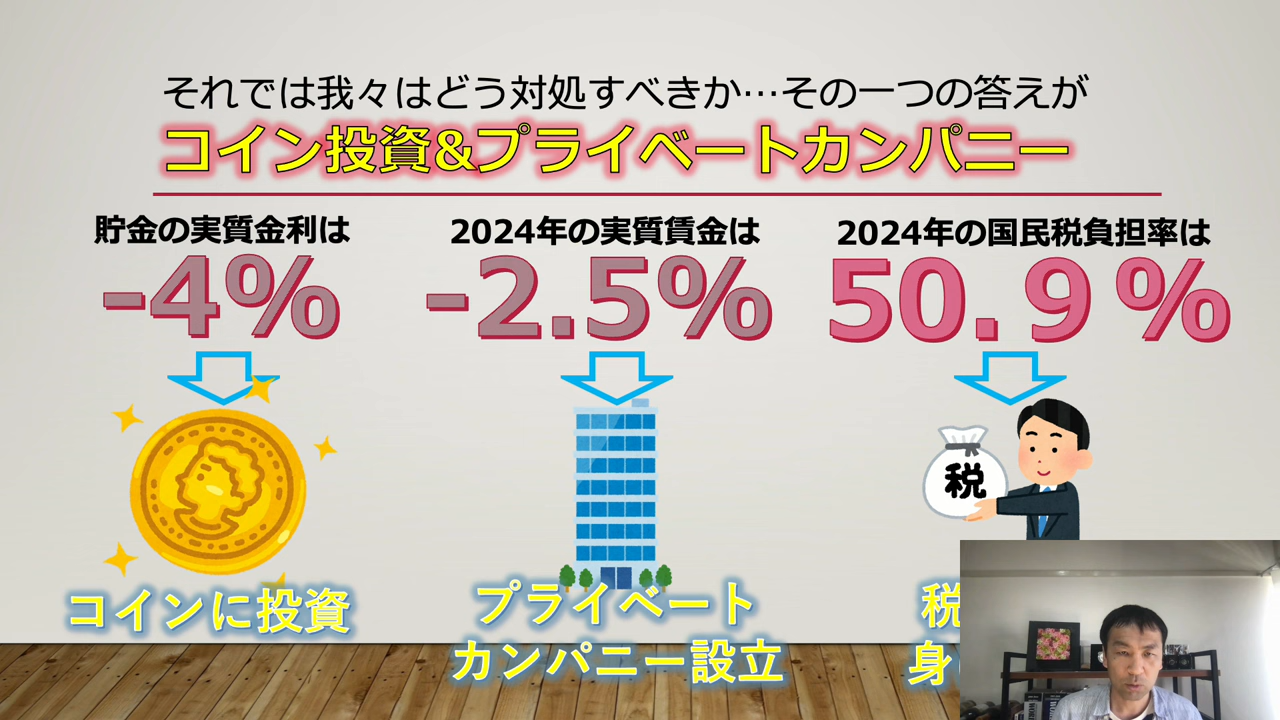 それでは我々はどう対処すべきか…その一つの答えが
コイン投資&プライベートカンパニー
貯金の実質金利は
-4%
2024年の実質賃金は
-2.5%
2024年の国民税負担率は
50.9%
税
コインに投資
プライベート
カンパニー設立
税
身